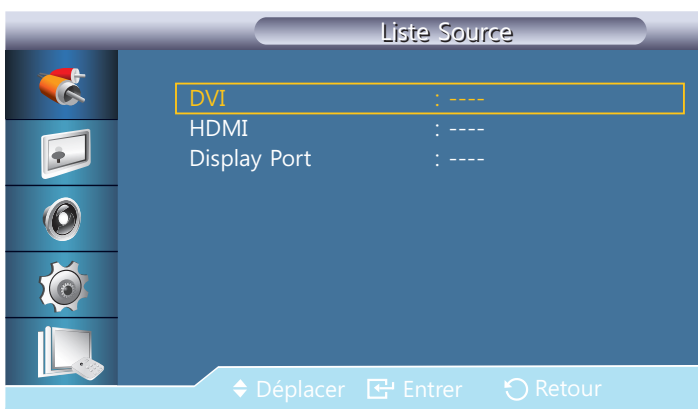 Liste Source
DVI : ----
HDMI : ----
Display Port : ----
Déplacer Entrer Retour